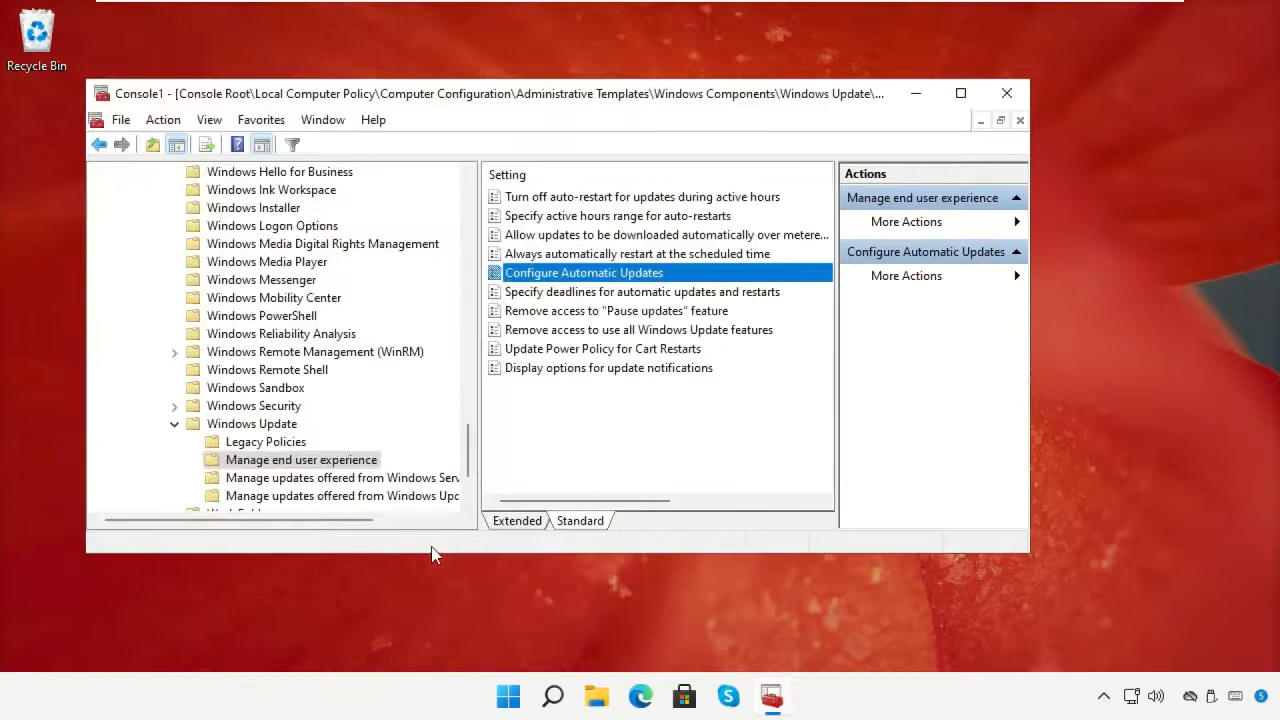 Recycle Bin
Console1 - [Console Root\Local Computer Policy\Computer Configuration\Administrative Templates\Windows Components\Windows Update\...
File Action View Favorites Window Help
Windows Hello for Business
Windows Ink Workspace
Windows Installer
Windows Logon Options
Windows Media Digital Rights Management
Windows Media Player
Windows Messenger
Windows Mobility Center
Windows PowerShell
Windows Reliability Analysis
Windows Remote Management (WinRM)
Windows Remote Shell
Windows Sandbox
Windows Security
Windows Update
Legacy Policies
Manage end user experience
Manage updates offered from Windows Serv
Manage updates offered from Windows Upd
Setting
Turn off auto-restart for updates during active hours
Specify active hours range for auto-restarts
Allow updates to be downloaded automatically over metere...
Always automatically restart at the scheduled time
Configure Automatic Updates
Specify deadlines for automatic updates and restarts
Remove access to "Pause updates" feature
Remove access to use all Windows Update features
Update Power Policy for Cart Restarts
Display options for update notifications
Extended Standard
Actions
Manage end user experience
More Actions
Configure Automatic Updates
More Actions
5